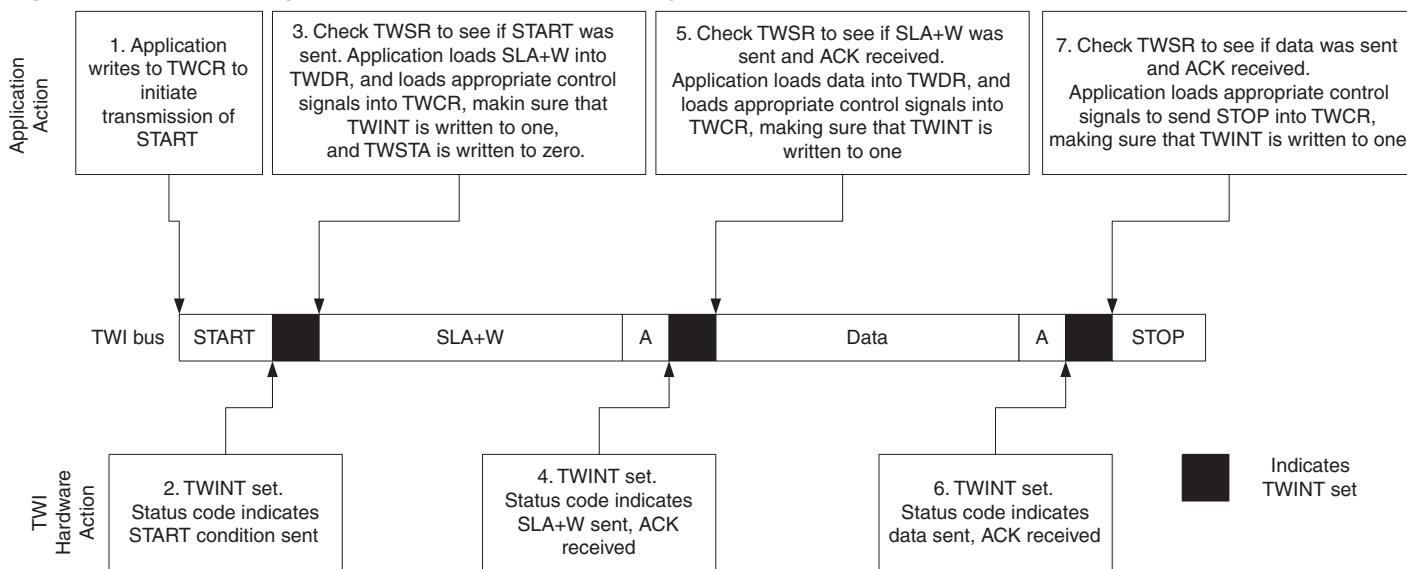 Application
Action
1. Application
writes to TWCR to
initiate
transmission of
START
3. Check TWSR to see if START was
sent. Application loads SLA+W into
TWDR, and loads appropriate control
signals into TWCR, makin sure that
TWINT is written to one,
and TWSTA is written to zero.
5. Check TWSR to see if SLA+W was
sent and ACK received.
Application loads data into TWDR, and
loads appropriate control signals into
TWCR, making sure that TWINT is
written to one
7. Check TWSR to see if data was sent
and ACK received.
Application loads appropriate control
signals to send STOP into TWCR,
making sure that TWINT is written to one
TWI bus
START
SLA+W
A
Data
A
STOP
TWI
Hardware
Action
2. TWINT set.
Status code indicates
START condition sent
4. TWINT set.
Status code indicates
SLA+W sent, ACK
received
6. TWINT set.
Status code indicates
data sent, ACK received
Indicates
TWINT set